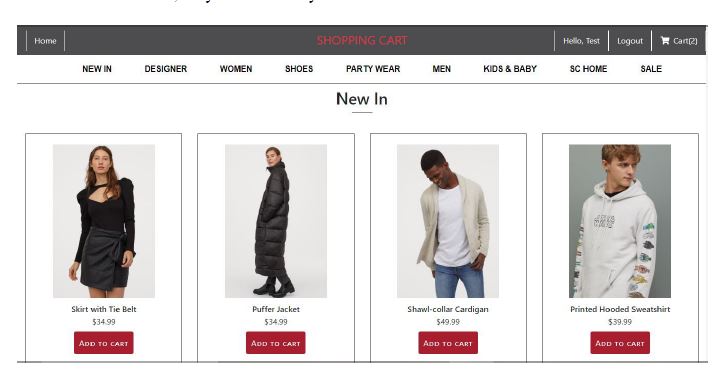 Home
SHOPPING CART
Hello, Test
Logout
Cart(2)
NEW IN
DESIGNER
WOMEN
SHOES
PARTY WEAR
MEN
KIDS & BABY
SC HOME
SALE
New In
Skirt with Tie Belt
$34.99
ADD TO CART
Puffer Jacket
$34.99
ADD TO CART
Shawl-collar Cardigan
$49.99
ADD TO CART
Printed Hooded Sweatshirt
$39.99
ADD TO CART